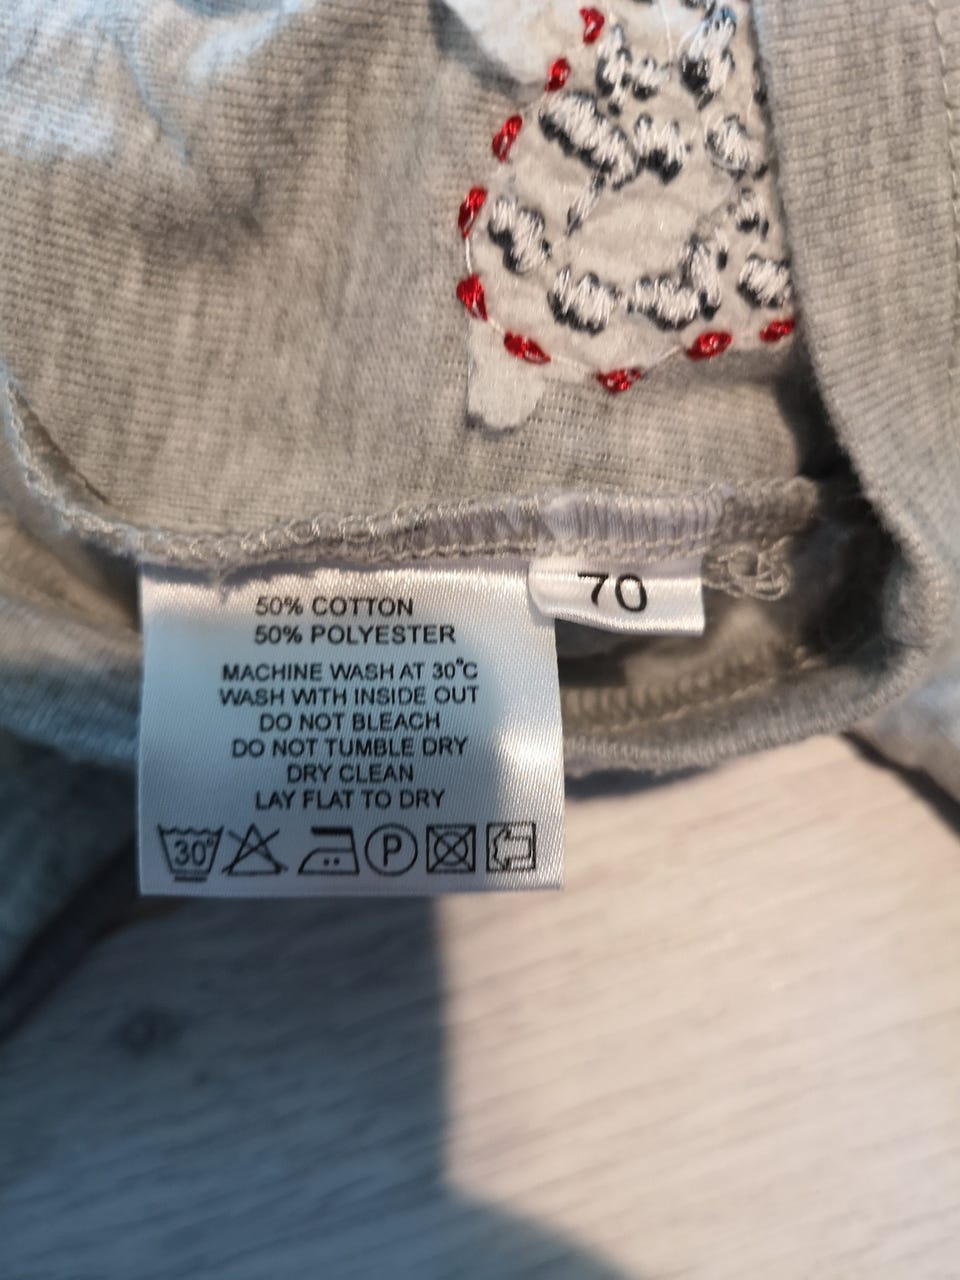 70
50% COTTON
50% POLYESTER
MACHINE WASH AT 30°C
WASH WITH INSIDE OUT
DO NOT BLEACH
DO NOT TUMBLE DRY
DRY CLEAN
LAY FLAT TO DRY
30° P